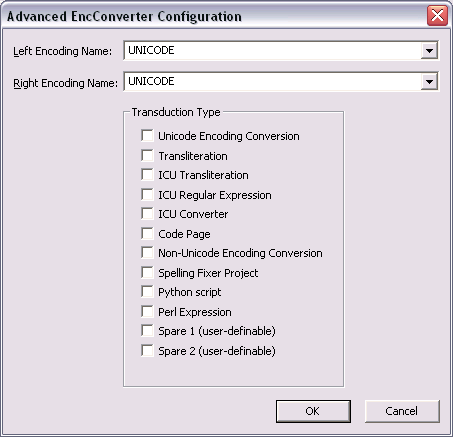 Advanced EncConverter Configuration
Left Encoding Name: UNICODE
Right Encoding Name: UNICODE
Transduction Type
Unicode Encoding Conversion
Transliteration
ICU Transliteration
ICU Regular Expression
ICU Converter
Code Page
Non-Unicode Encoding Conversion
Spelling Fixer Project
Python script
Perl Expression
Spare 1 (user-definable)
Spare 2 (user-definable)
OK Cancel